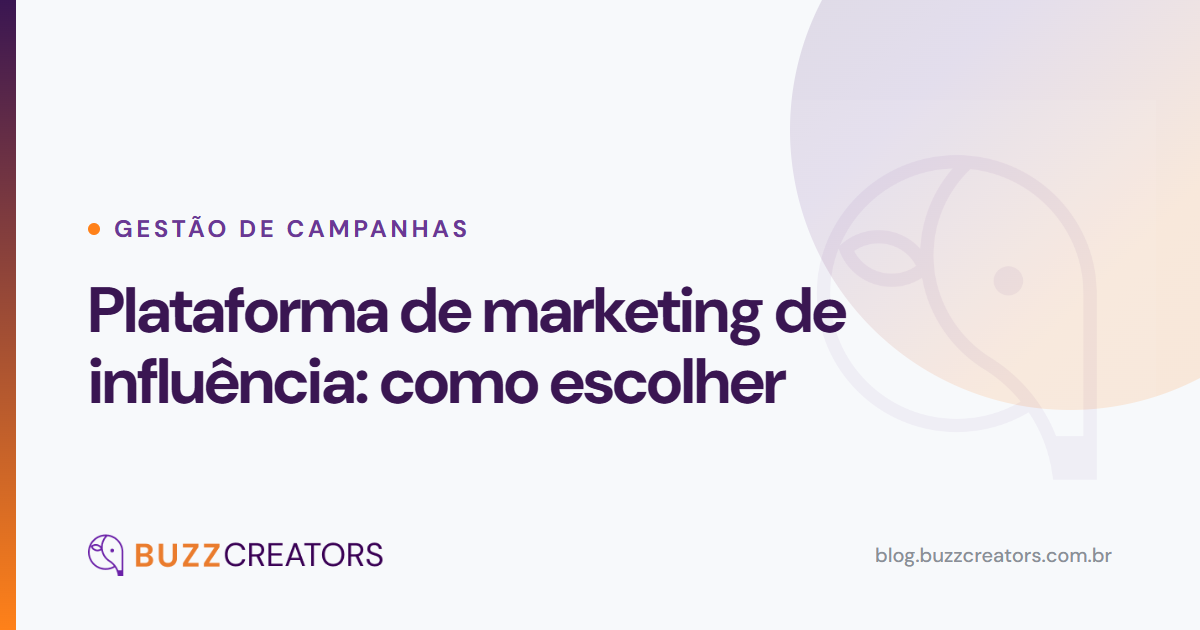 GESTÃO DE CAMPANHAS
Plataforma de marketing de
influência: como escolher
BUZZCREATORS
blog.buzzcreators.com.br